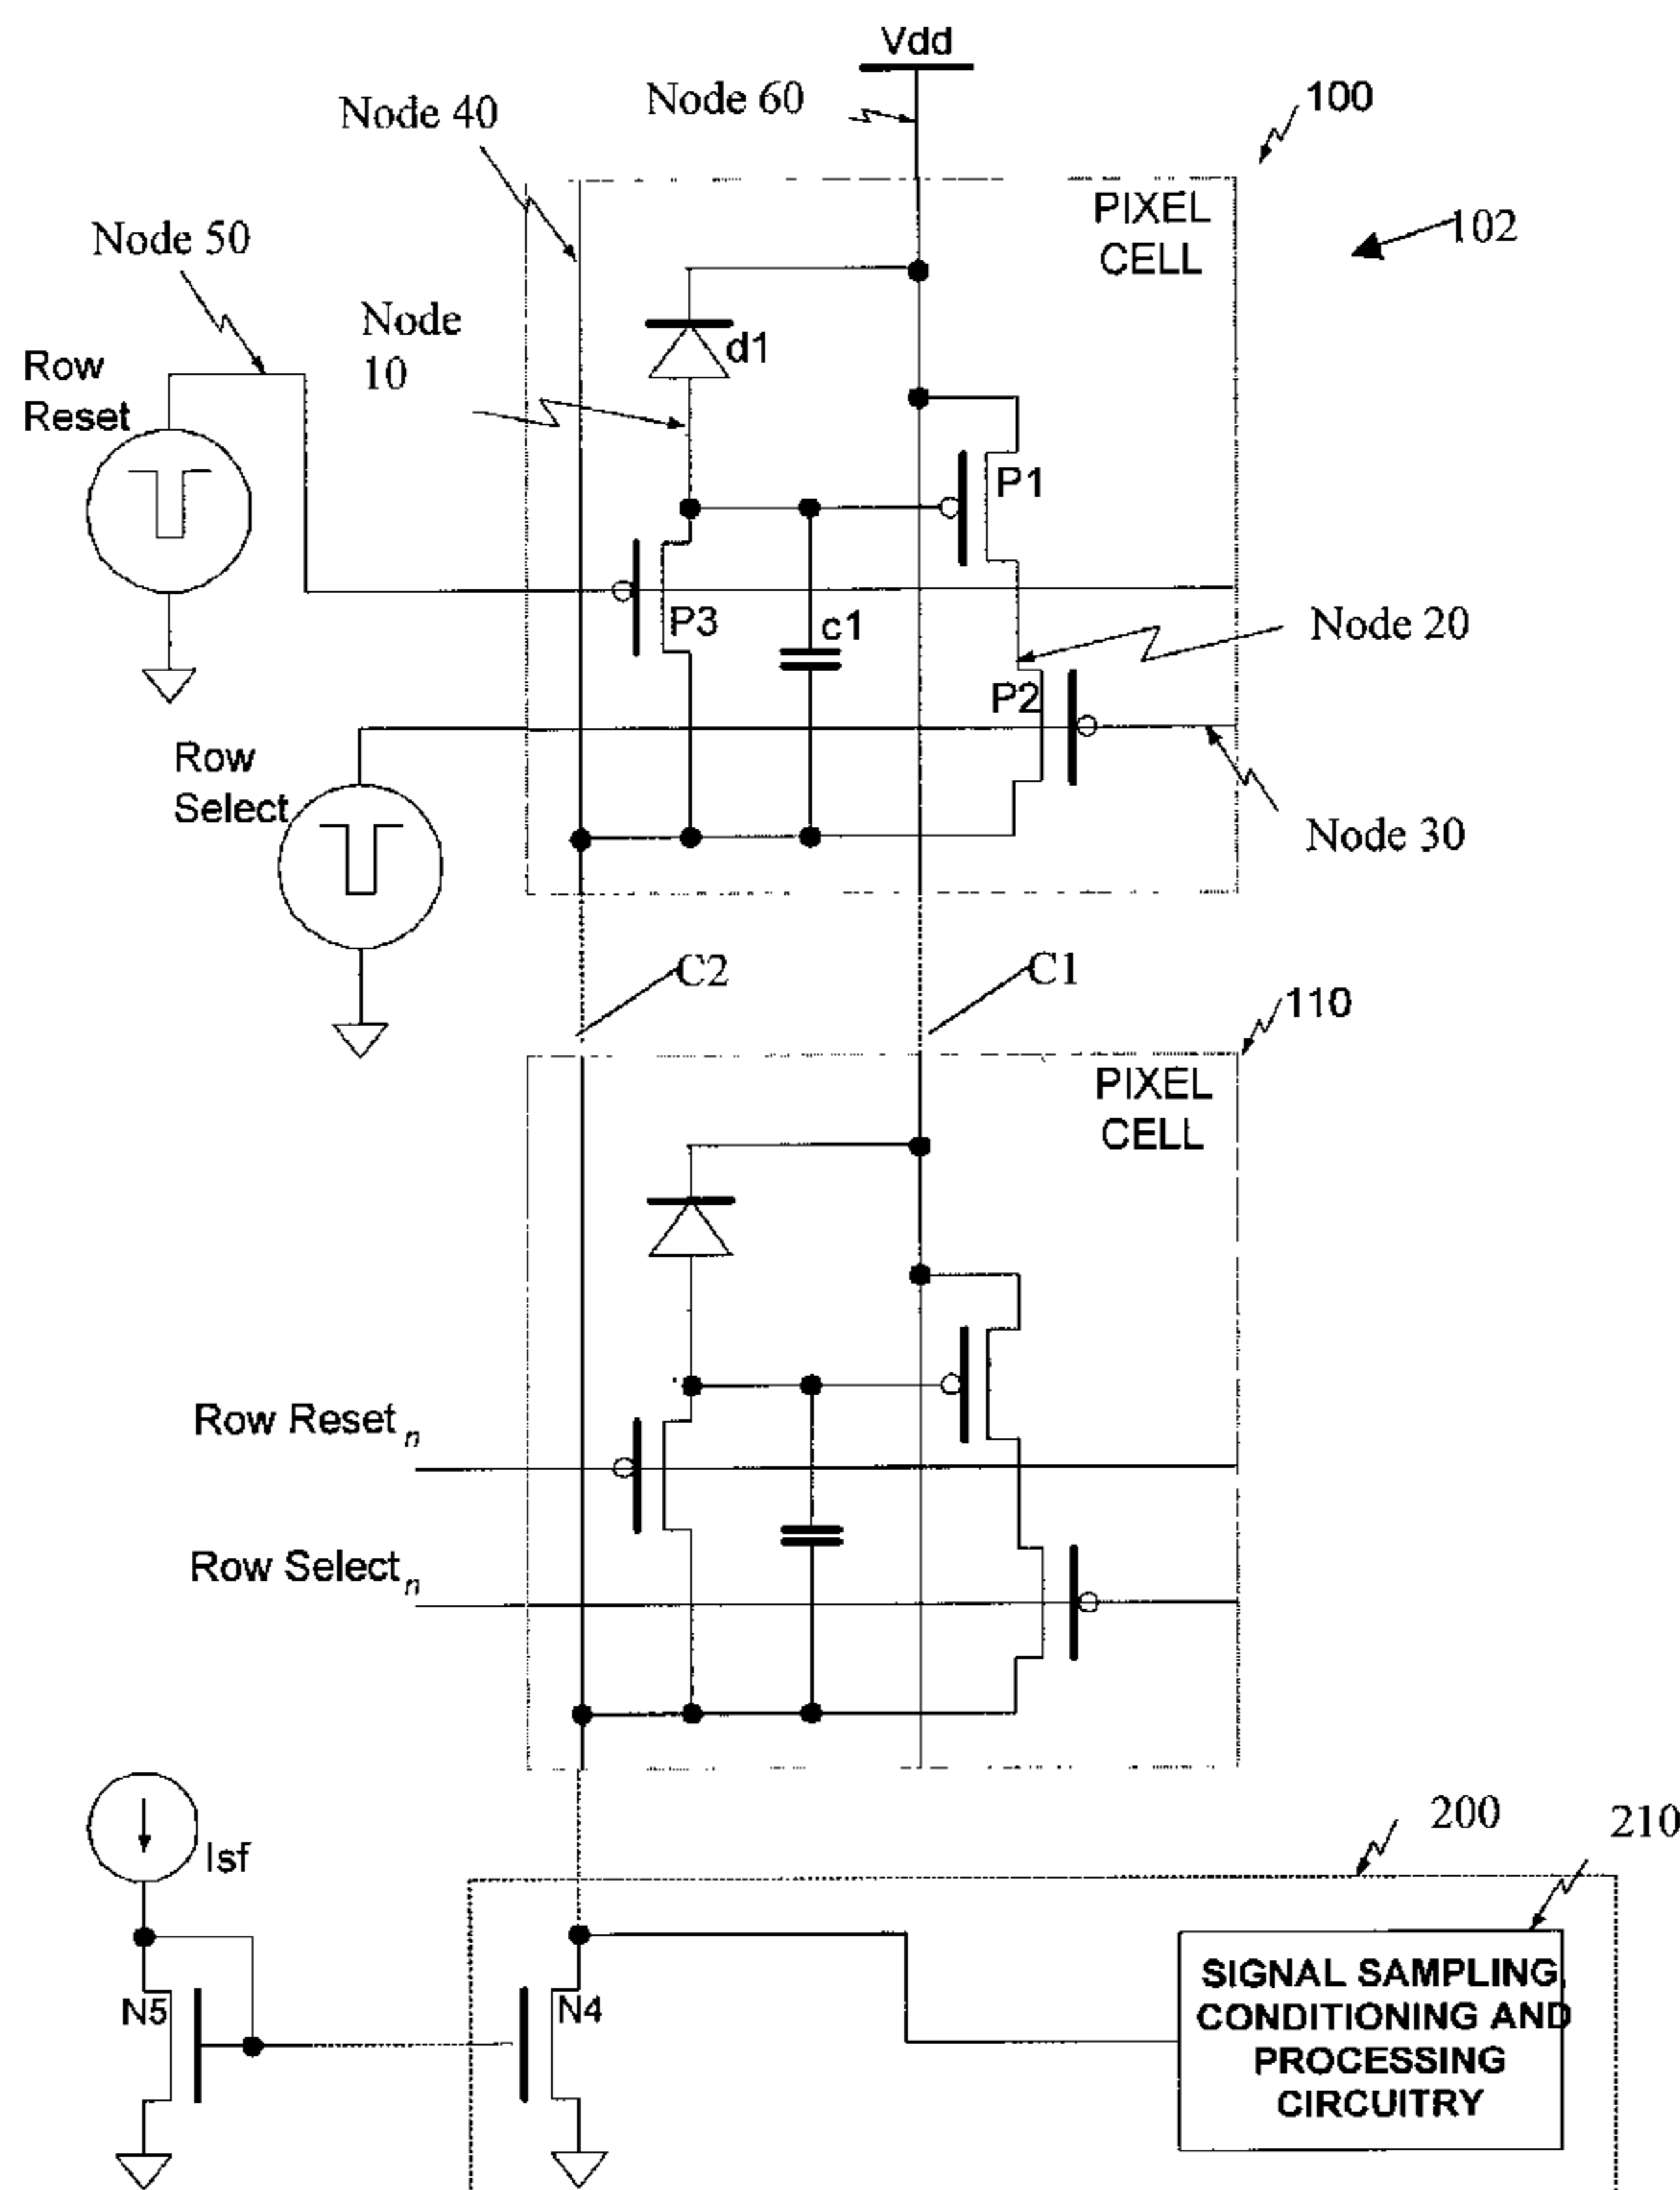 Vdd
Node 60
Node 40
100
PIXEL
CELL
102
Node 50
Node
10
d1
Row
Reset
P1
P3
c1
Node 20
P2
Row
Select
Node 30
C2
C1
110
PIXEL
CELL
Row Reset n
Row Select n
Isf
200
210
N5
N4
SIGNAL SAMPLING
CONDITIONING AND
PROCESSING
CIRCUITRY